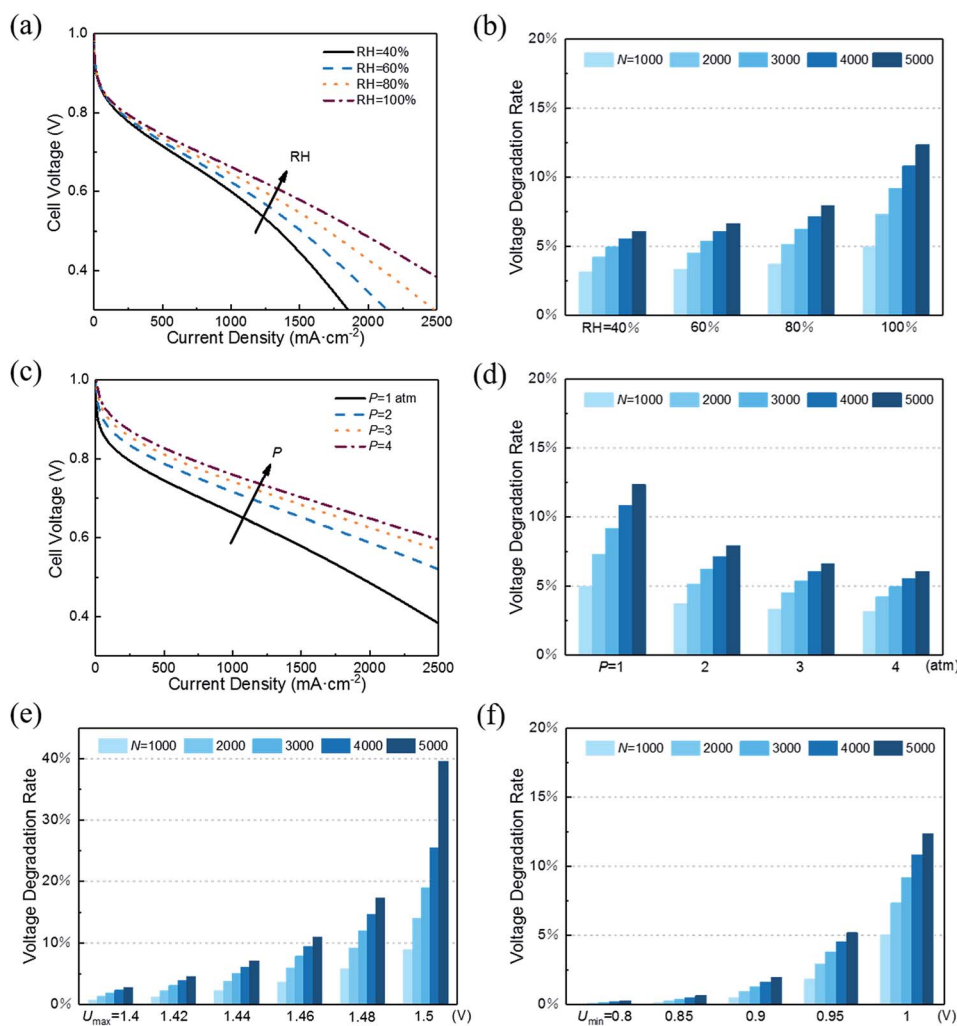 (a)
1.0
0.8
0.6
0.4
Cell Voltage (V)
RH=40%
RH=60%
RH=80%
RH=100%
RH
0 500 1000 1500 2000 2500
Current Density (mA·cm⁻²)
(b)
20%
15%
10%
5%
0%
Voltage Degradation Rate
N=1000 2000 3000 4000 5000
RH=40% 60% 80% 100%
(c)
1.0
0.8
0.6
0.4
Cell Voltage (V)
P=1 atm
P=2
P=3
P=4
P
0 500 1000 1500 2000 2500
Current Density (mA·cm⁻²)
(d)
20%
15%
10%
5%
0%
Voltage Degradation Rate
N=1000 2000 3000 4000 5000
P=1 2 3 4 (atm)
(e)
40%
30%
20%
10%
0%
Voltage Degradation Rate
N=1000 2000 3000 4000 5000
Umax=1.4 1.42 1.44 1.46 1.48 1.5 (V)
(f)
20%
15%
10%
5%
0%
Voltage Degradation Rate
N=1000 2000 3000 4000 5000
Umin=0.8 0.85 0.9 0.95 1 (V)